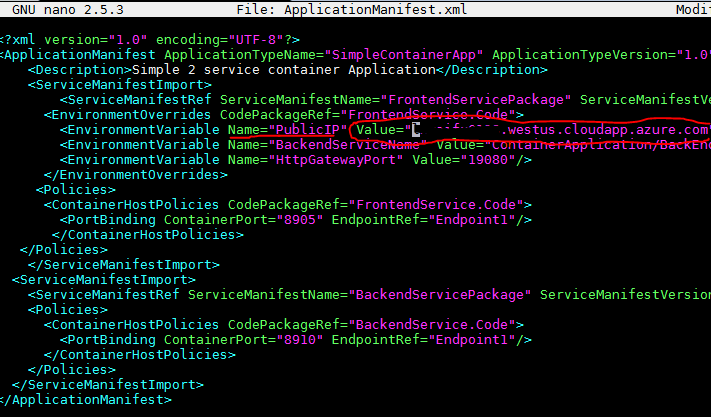 GNU nano 2.5.3 File: ApplicationManifest.xml Modi
<?xml version="1.0" encoding="UTF-8"?>
<ApplicationManifest ApplicationTypeName="SimpleContainerApp" ApplicationTypeVersion="1.0"
<Description>Simple 2 service container Application</Description>
<ServiceManifestImport>
<ServiceManifestRef ServiceManifestName="FrontendServicePackage" ServiceManifestVe
<EnvironmentOverrides CodePackageRef="FrontendService.Code">
<EnvironmentVariable Name="PublicIP" Value=" .westus.cloudapp.azure.com"
<EnvironmentVariable Name="BackendServiceName" Value="ContainerApplication/BackEnd
<EnvironmentVariable Name="HttpGatewayPort" Value="19080"/>
</EnvironmentOverrides>
<Policies>
<ContainerHostPolicies CodePackageRef="FrontendService.Code">
<PortBinding ContainerPort="8905" EndpointRef="Endpoint1"/>
</ContainerHostPolicies>
</Policies>
</ServiceManifestImport>
<ServiceManifestImport>
<ServiceManifestRef ServiceManifestName="BackendServicePackage" ServiceManifestVersion
<Policies>
<ContainerHostPolicies CodePackageRef="BackendService.Code">
<PortBinding ContainerPort="8910" EndpointRef="Endpoint1"/>
</ContainerHostPolicies>
</Policies>
</ServiceManifestImport>
</ApplicationManifest>